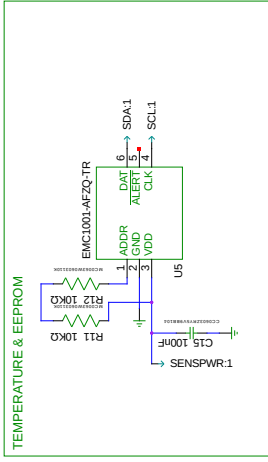 TEMPERATURE & EEPROM
EMC1001-AFZQ-TR
U5
1 ADDR
2 GND
3 VDD
6 DAT
5 ALERT
4 CLK
SDA:1
SCL:1
R12 10KΩ
R11 10KΩ
C15 100nF
SENSPWR:1